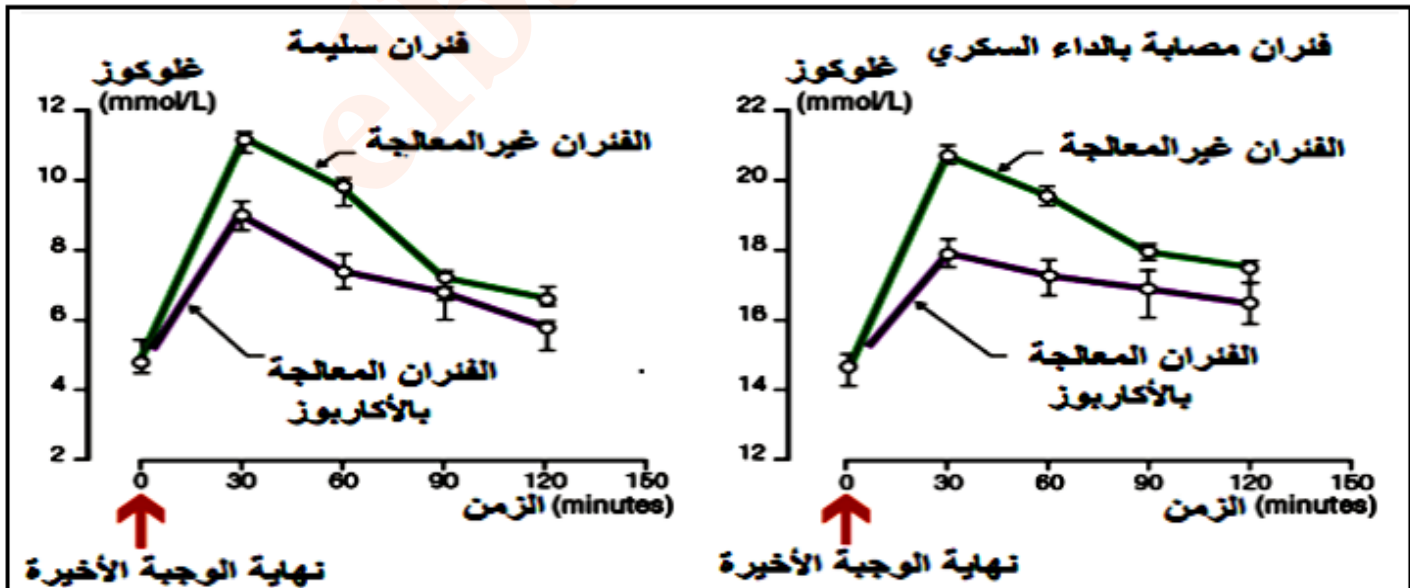 فئران سليمة
غلوكوز
(mmol/L)
12
10
8
6
4
2
الفئران غيرالمعالجة
الفئران المعالجة
بالأكاربوز
0 30 60 90 120 150
الزمن (minutes)
نهاية الوجبة الأخيرة
فئران مصابة بالداء السكري
غلوكوز
(mmol/L)
22
20
18
16
14
12
الفئران غيرالمعالجة
الفئران المعالجة
بالأكاربوز
0 30 60 90 120 150
الزمن (minutes)
نهاية الوجبة الأخيرة